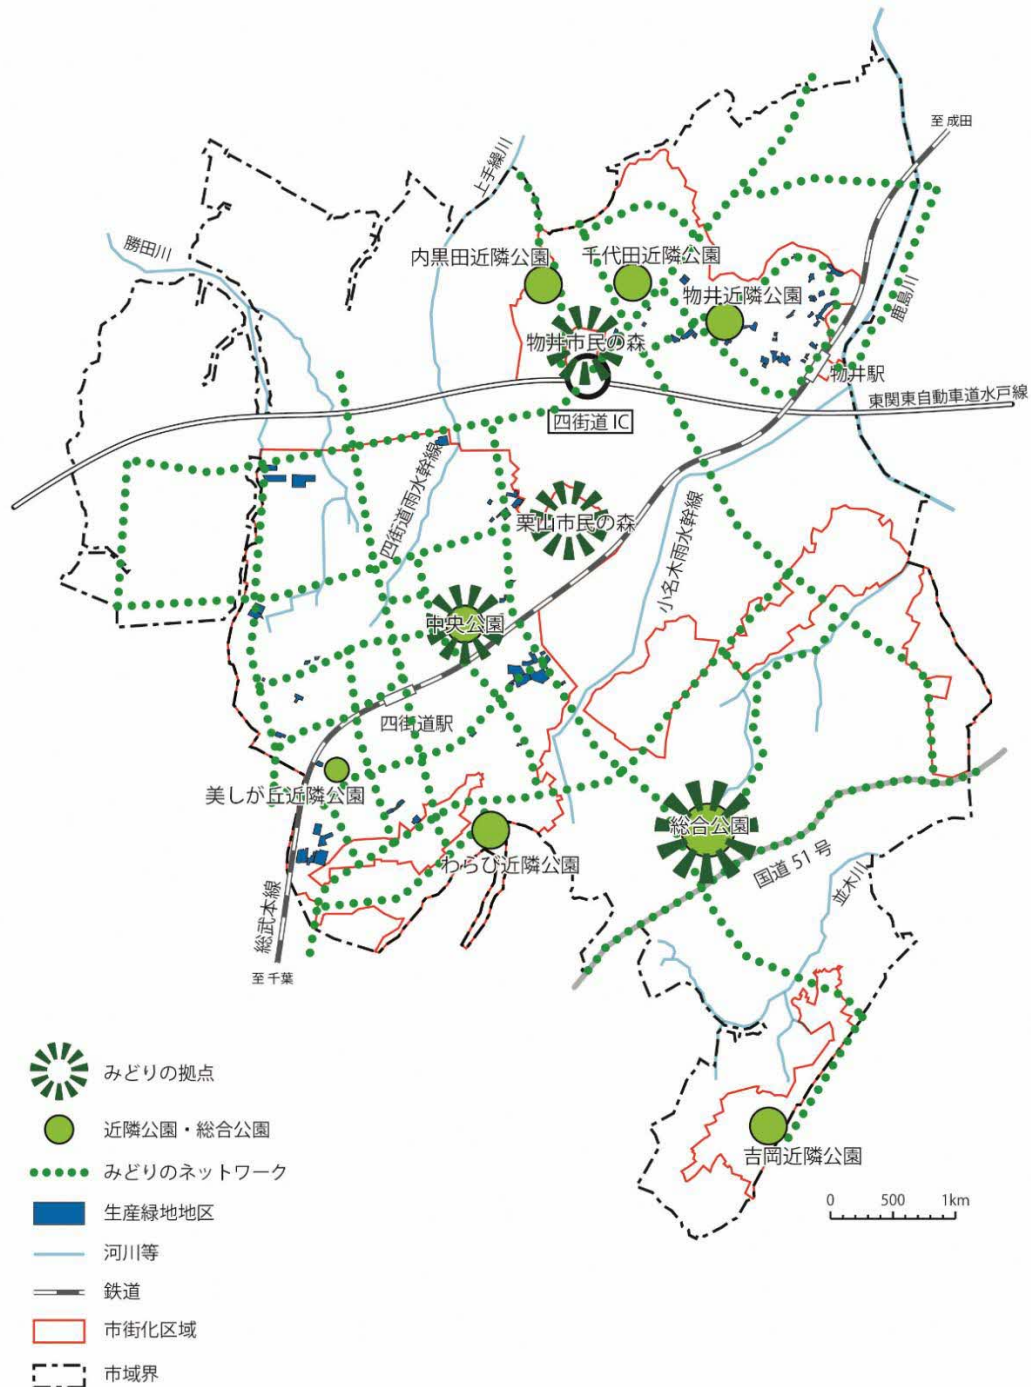 至 成田
上手繰川
勝田川
内黒田近隣公園
千代田近隣公園
物井近隣公園
鹿島川
物井市民の森
物井駅
東関東自動車道水戸線
四街道 IC
四街道雨水幹線
栗山市民の森
小名木雨水幹線
中央公園
四街道駅
美しが丘近隣公園
総合公園
わらび近隣公園
国道 51 号
並木川
総武本線
至 千葉
吉岡近隣公園
0 500 1km
みどりの拠点
近隣公園・総合公園
みどりのネットワーク
生産緑地地区
河川等
鉄道
市街化区域
市域界